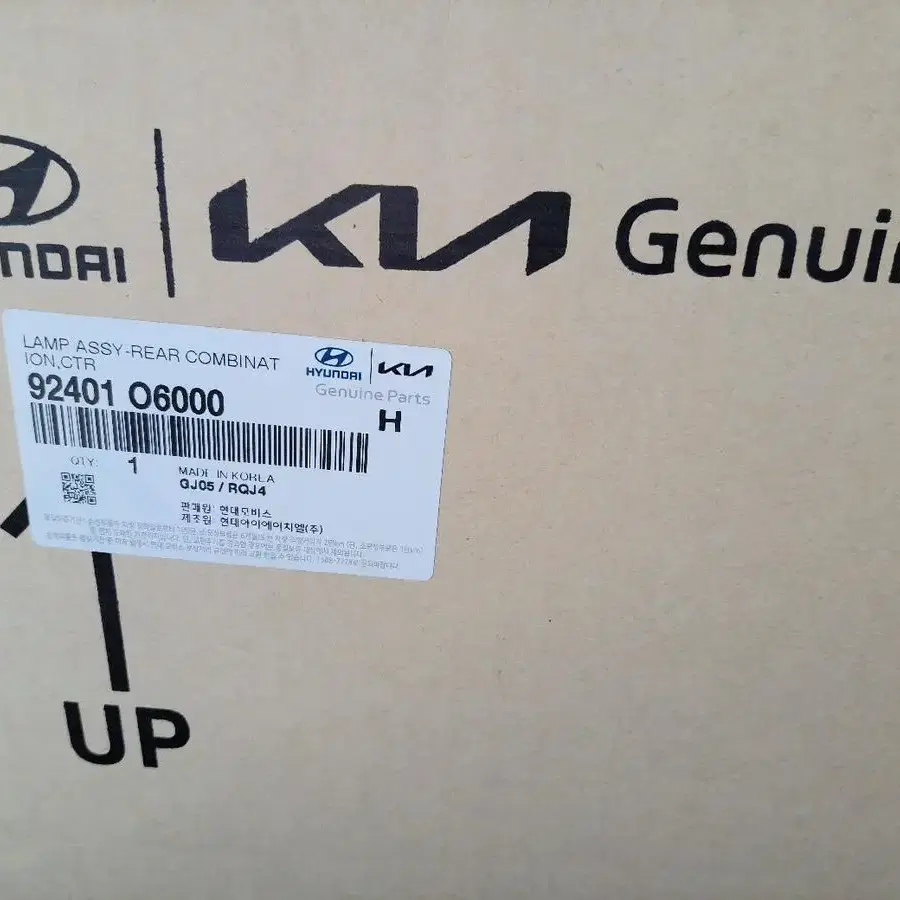 HYUNDAI
KIA
Genuin
LAMP ASSY-REAR COMBINAT
ION,CTR
92401 O6000
HYUNDAI KIA
Genuine Parts
H
QTY: 1
MADE IN KOREA
GJ05 / RQJ4
판매원: 현대모비스
제조원: 현대아이에이치엘(주)
UP